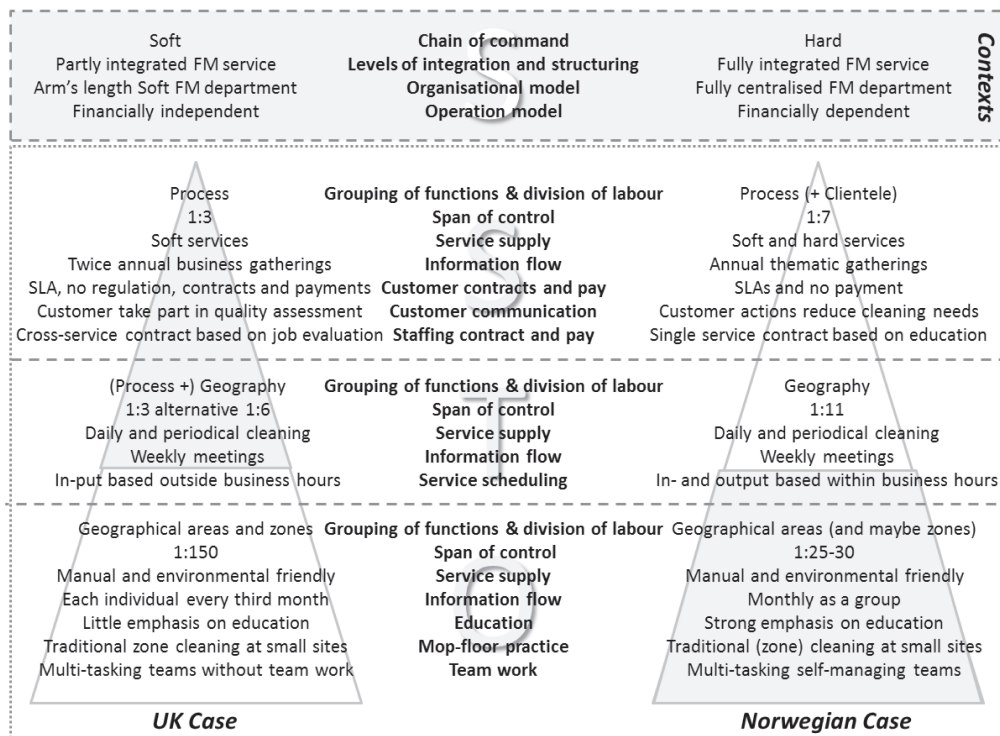 Soft Chain of command Hard
Partly integrated FM service Levels of integration and structuring Fully integrated FM service
Arm's length Soft FM department Organisational model Fully centralised FM department
Financially independent Operation model Financially dependent
Contexts
S
Process Grouping of functions & division of labour Process (+ Clientele)
1:3 Span of control 1:7
Soft services Service supply Soft and hard services
Twice annual business gatherings Information flow Annual thematic gatherings
SLA, no regulation, contracts and payments Customer contracts and pay SLAs and no payment
Customer take part in quality assessment Customer communication Customer actions reduce cleaning needs
Cross-service contract based on job evaluation Staffing contract and pay Single service contract based on education
S
(Process +) Geography Grouping of functions & division of labour Geography
1:3 alternative 1:6 Span of control 1:11
Daily and periodical cleaning Service supply Daily and periodical cleaning
Weekly meetings Information flow Weekly meetings
In-put based outside business hours Service scheduling In- and output based within business hours
T
Geographical areas and zones Grouping of functions & division of labour Geographical areas (and maybe zones)
1:150 Span of control 1:25-30
Manual and environmental friendly Service supply Manual and environmental friendly
Each individual every third month Information flow Monthly as a group
Little emphasis on education Education Strong emphasis on education
Traditional zone cleaning at small sites Mop-floor practice Traditional (zone) cleaning at small sites
Multi-tasking teams without team work Team work Multi-tasking self-managing teams
O
UK Case Norwegian Case